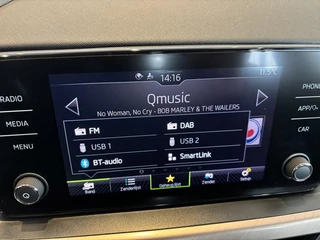 14:16
11.5°C
RADIO
MEDIA
MENU
PHONE
APP/
CAR
Qmusic
No Woman, No Cry - BOB MARLEY & THE WAILERS
FM
DAB
USB 1
USB 2
BT-audio
SmartLink
Band
Zenderlijst
Geheugenlijst
Zender
Setup